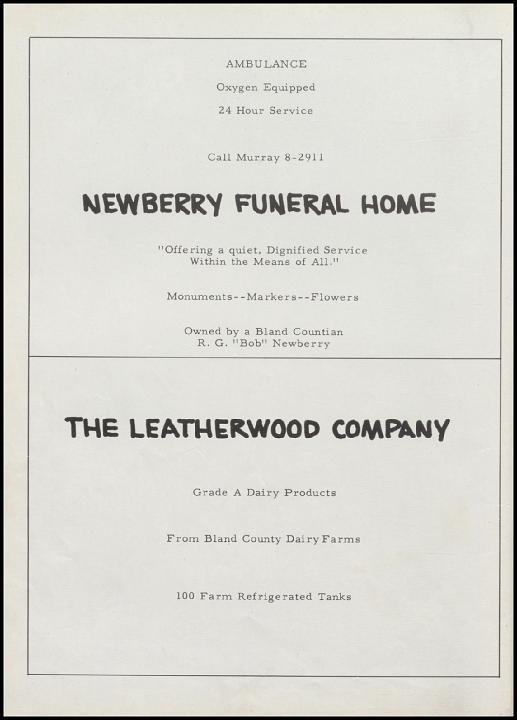 AMBULANCE
Oxygen Equipped
24 Hour Service
Call Murray 8-2911
NEWBERRY FUNERAL HOME
"Offering a quiet, Dignified Service
Within the Means of All."
Monuments--Markers--Flowers
Owned by a Bland Countian
R. G. "Bob" Newberry
THE LEATHERWOOD COMPANY
Grade A Dairy Products
From Bland County Dairy Farms
100 Farm Refrigerated Tanks